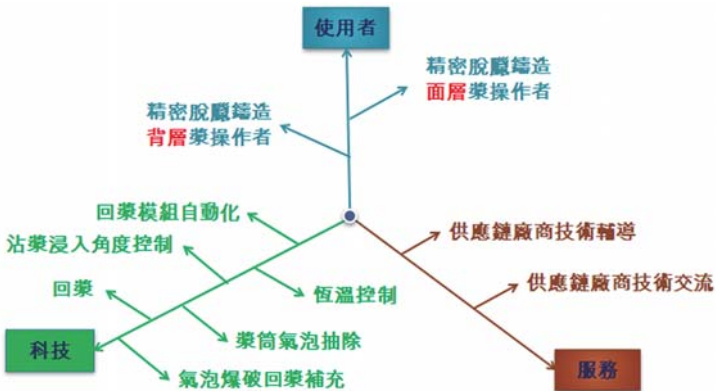 使用者
精密脫臘鑄造
面層漿操作者
精密脫臘鑄造
背層漿操作者
回漿模組自動化
沾漿浸入角度控制
回漿
恆溫控制
漿筒氣泡抽除
氣泡爆破回漿補充
科技
供應鏈廠商技術輔導
供應鏈廠商技術交流
服務